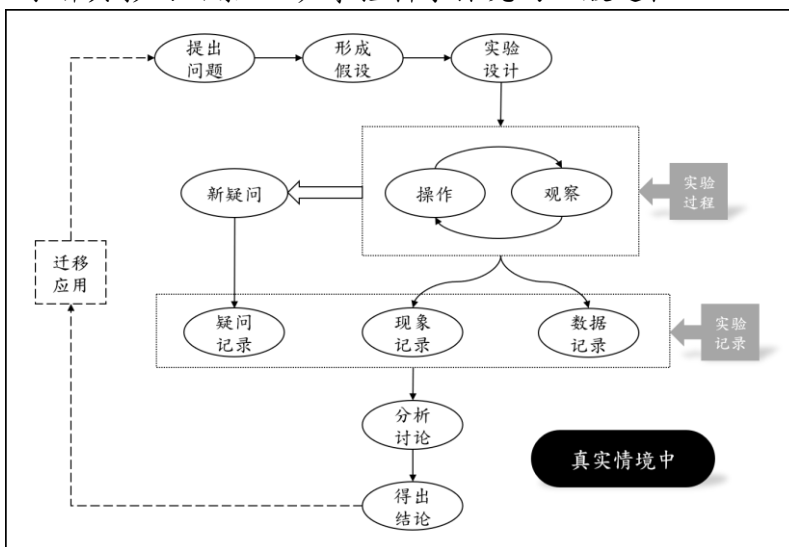 提出
问题
形成
假设
实验
设计
新疑问
操作
观察
实验
过程
迁移
应用
疑问
记录
现象
记录
数据
记录
实验
记录
分析
讨论
真实情境中
得出
结论